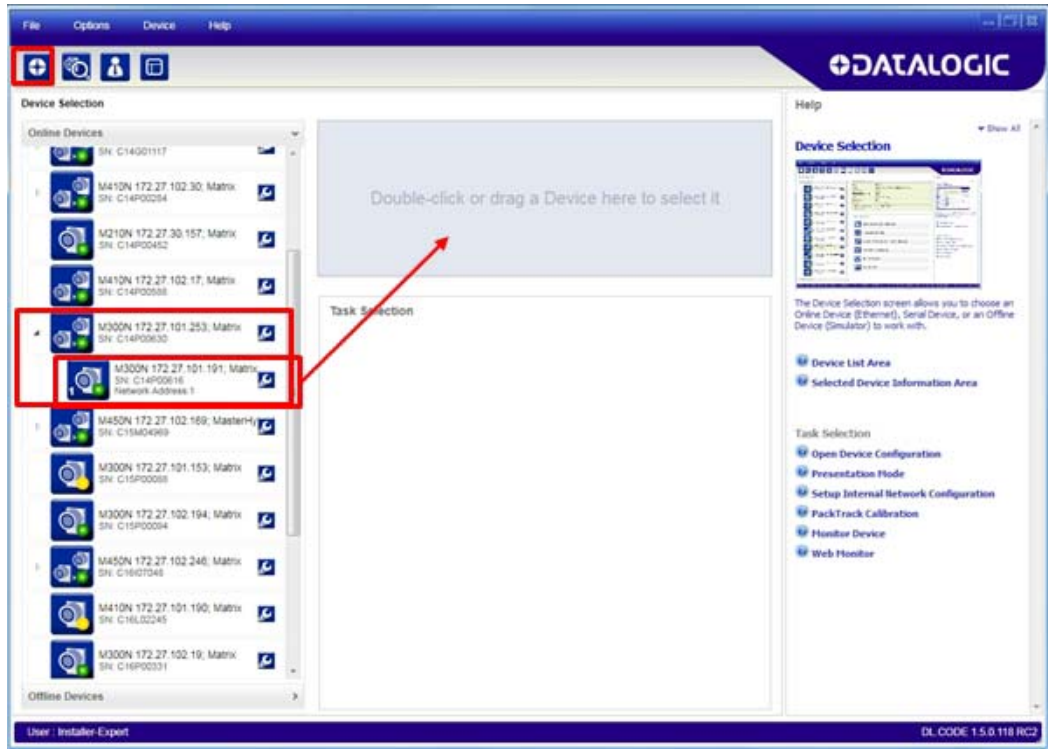 File Options Device Help
DATALOGIC
Device Selection
Help
Online Devices
Show All
SN: C14G01117
Device Selection
M410N 172.27.102.30; Matrix
SN: C14P00284
Double-click or drag a Device here to select it
M210N 172.27.30.157; Matrix
SN: C14P00452
M410N 172.27.102.17; Matrix
SN: C14P00588
The Device Selection screen allows you to choose an
Online Device (Ethernet), Serial Device, or an Offline
Device (Simulator) to work with.
Task Selection
M300N 172.27.101.253; Matrix
SN: C14P00630
Device List Area
M300N 172.27.101.191; Matrix
SN: C14P00616
Network Address:1
1
Selected Device Information Area
M450N 172.27.102.169; MasterHy
SN: C15M04969
Task Selection
Open Device Configuration
M300N 172.27.101.153; Matrix
SN: C15P00088
Presentation Mode
Setup Internal Network Configuration
M300N 172.27.102.194; Matrix
SN: C15P00094
PackTrack Calibration
Monitor Device
Web Monitor
M450N 172.27.102.246; Matrix
SN: C16I07048
M410N 172.27.101.190; Matrix
SN: C16L02245
M300N 172.27.102.19; Matrix
SN: C16P00331
Offline Devices
User : Installer-Expert
DL.CODE 1.5.0.118 RC2